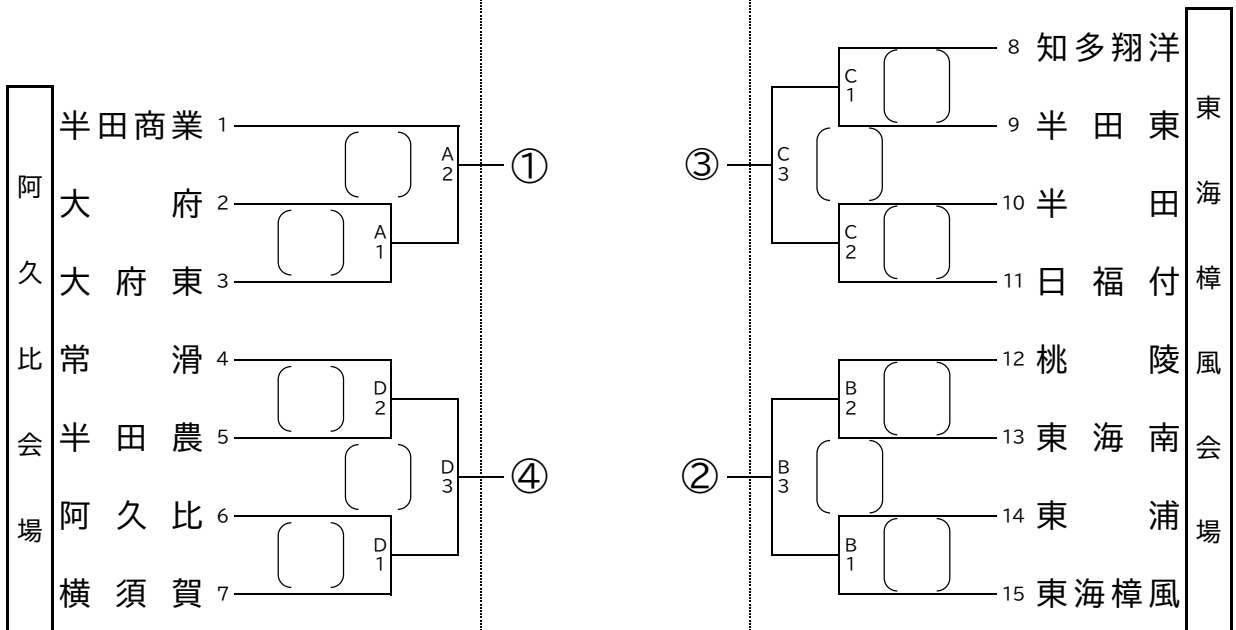 阿久比会場
半田商業 1
大府 2
大府東 3
常滑 4
半田農 5
阿久比 6
横須賀 7
A2
A1
D2
D3
D1
①
④
③
②
C1
C3
C2
B2
B3
B1
8 知多翔洋
9 半田東
10 半田
11 日福付
12 桃陵
13 東海南
14 東浦
15 東海樟風
東海樟風会場